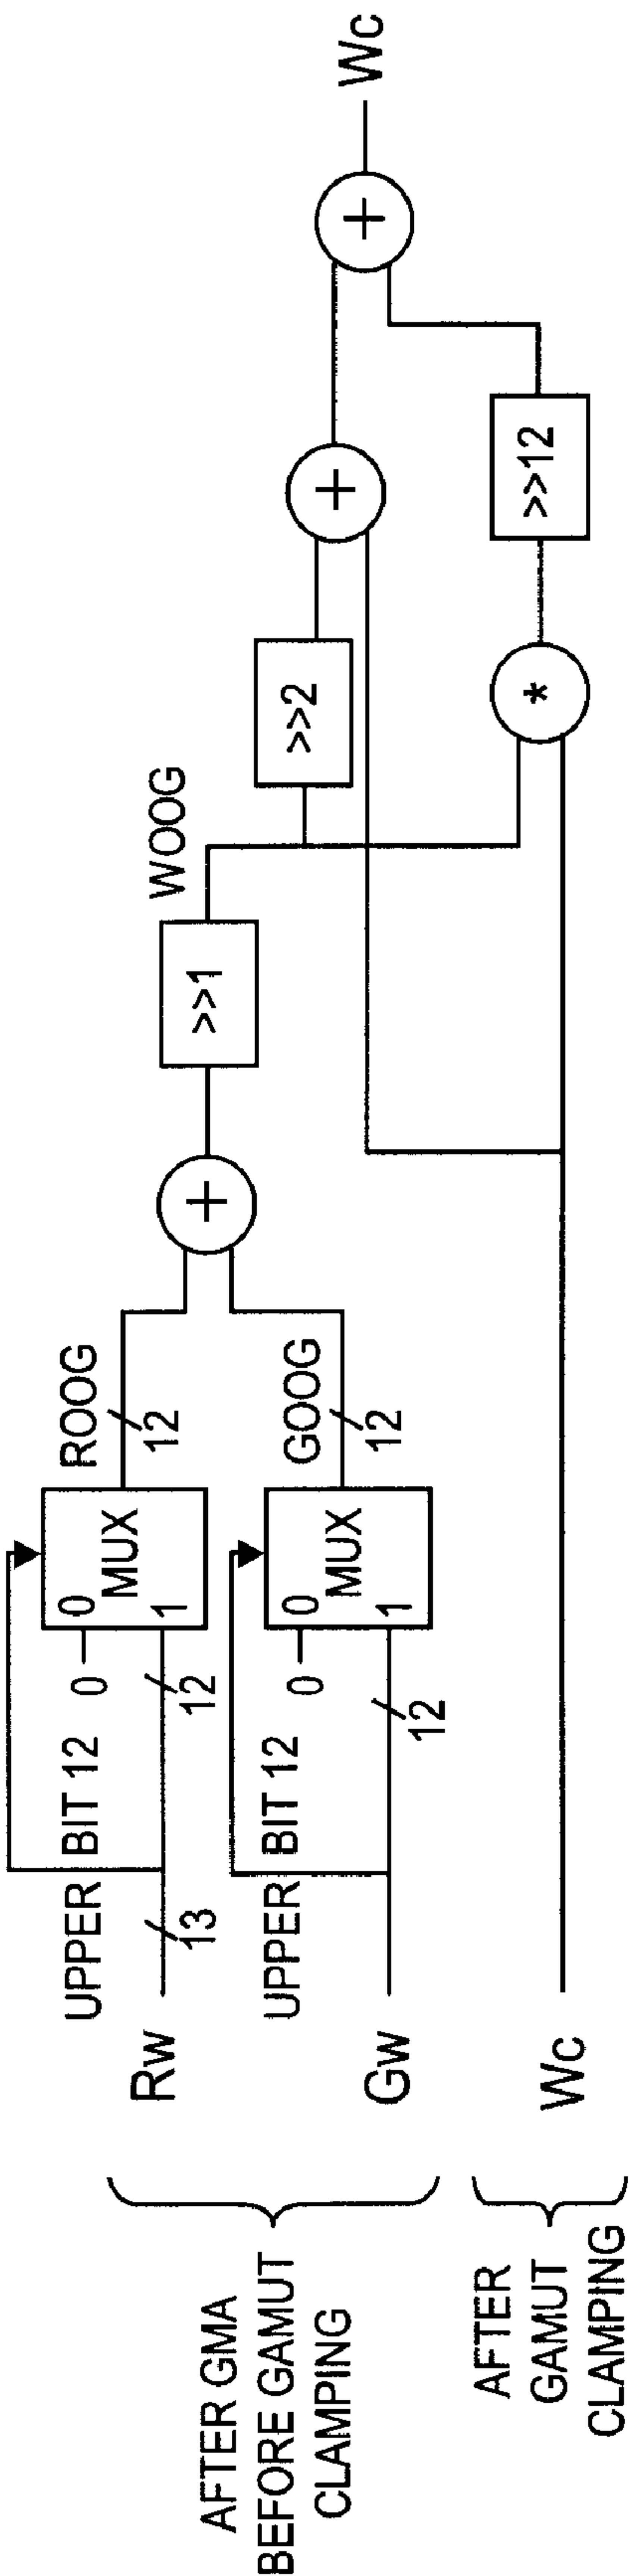 AFTER GMA
BEFORE GAMUT
CLAMPING
AFTER
GAMUT
CLAMPING
Rw
13
UPPER BIT 12
12
0
0
MUX
1
ROOG
12
Gw
UPPER BIT 12
12
0
0
MUX
1
GOOG
12
+
>>1
WOOG
>>2
+
+
Wc
Wc
*
>>12